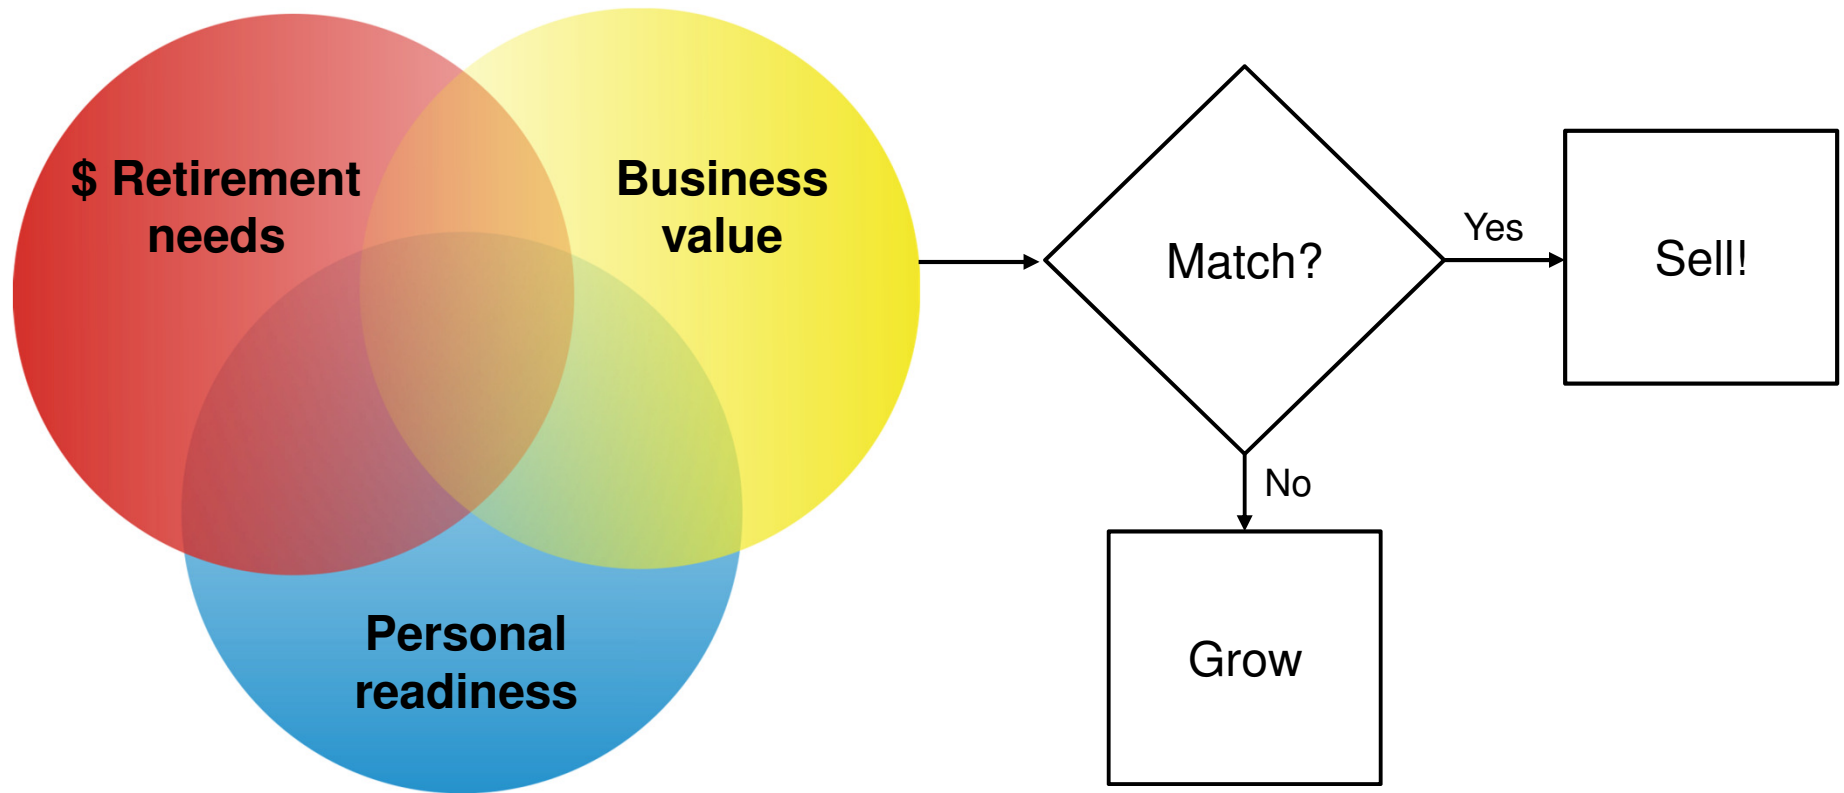 $ Retirement
needs
Business
value
Personal
readiness
Match?
Yes
Sell!
No
Grow